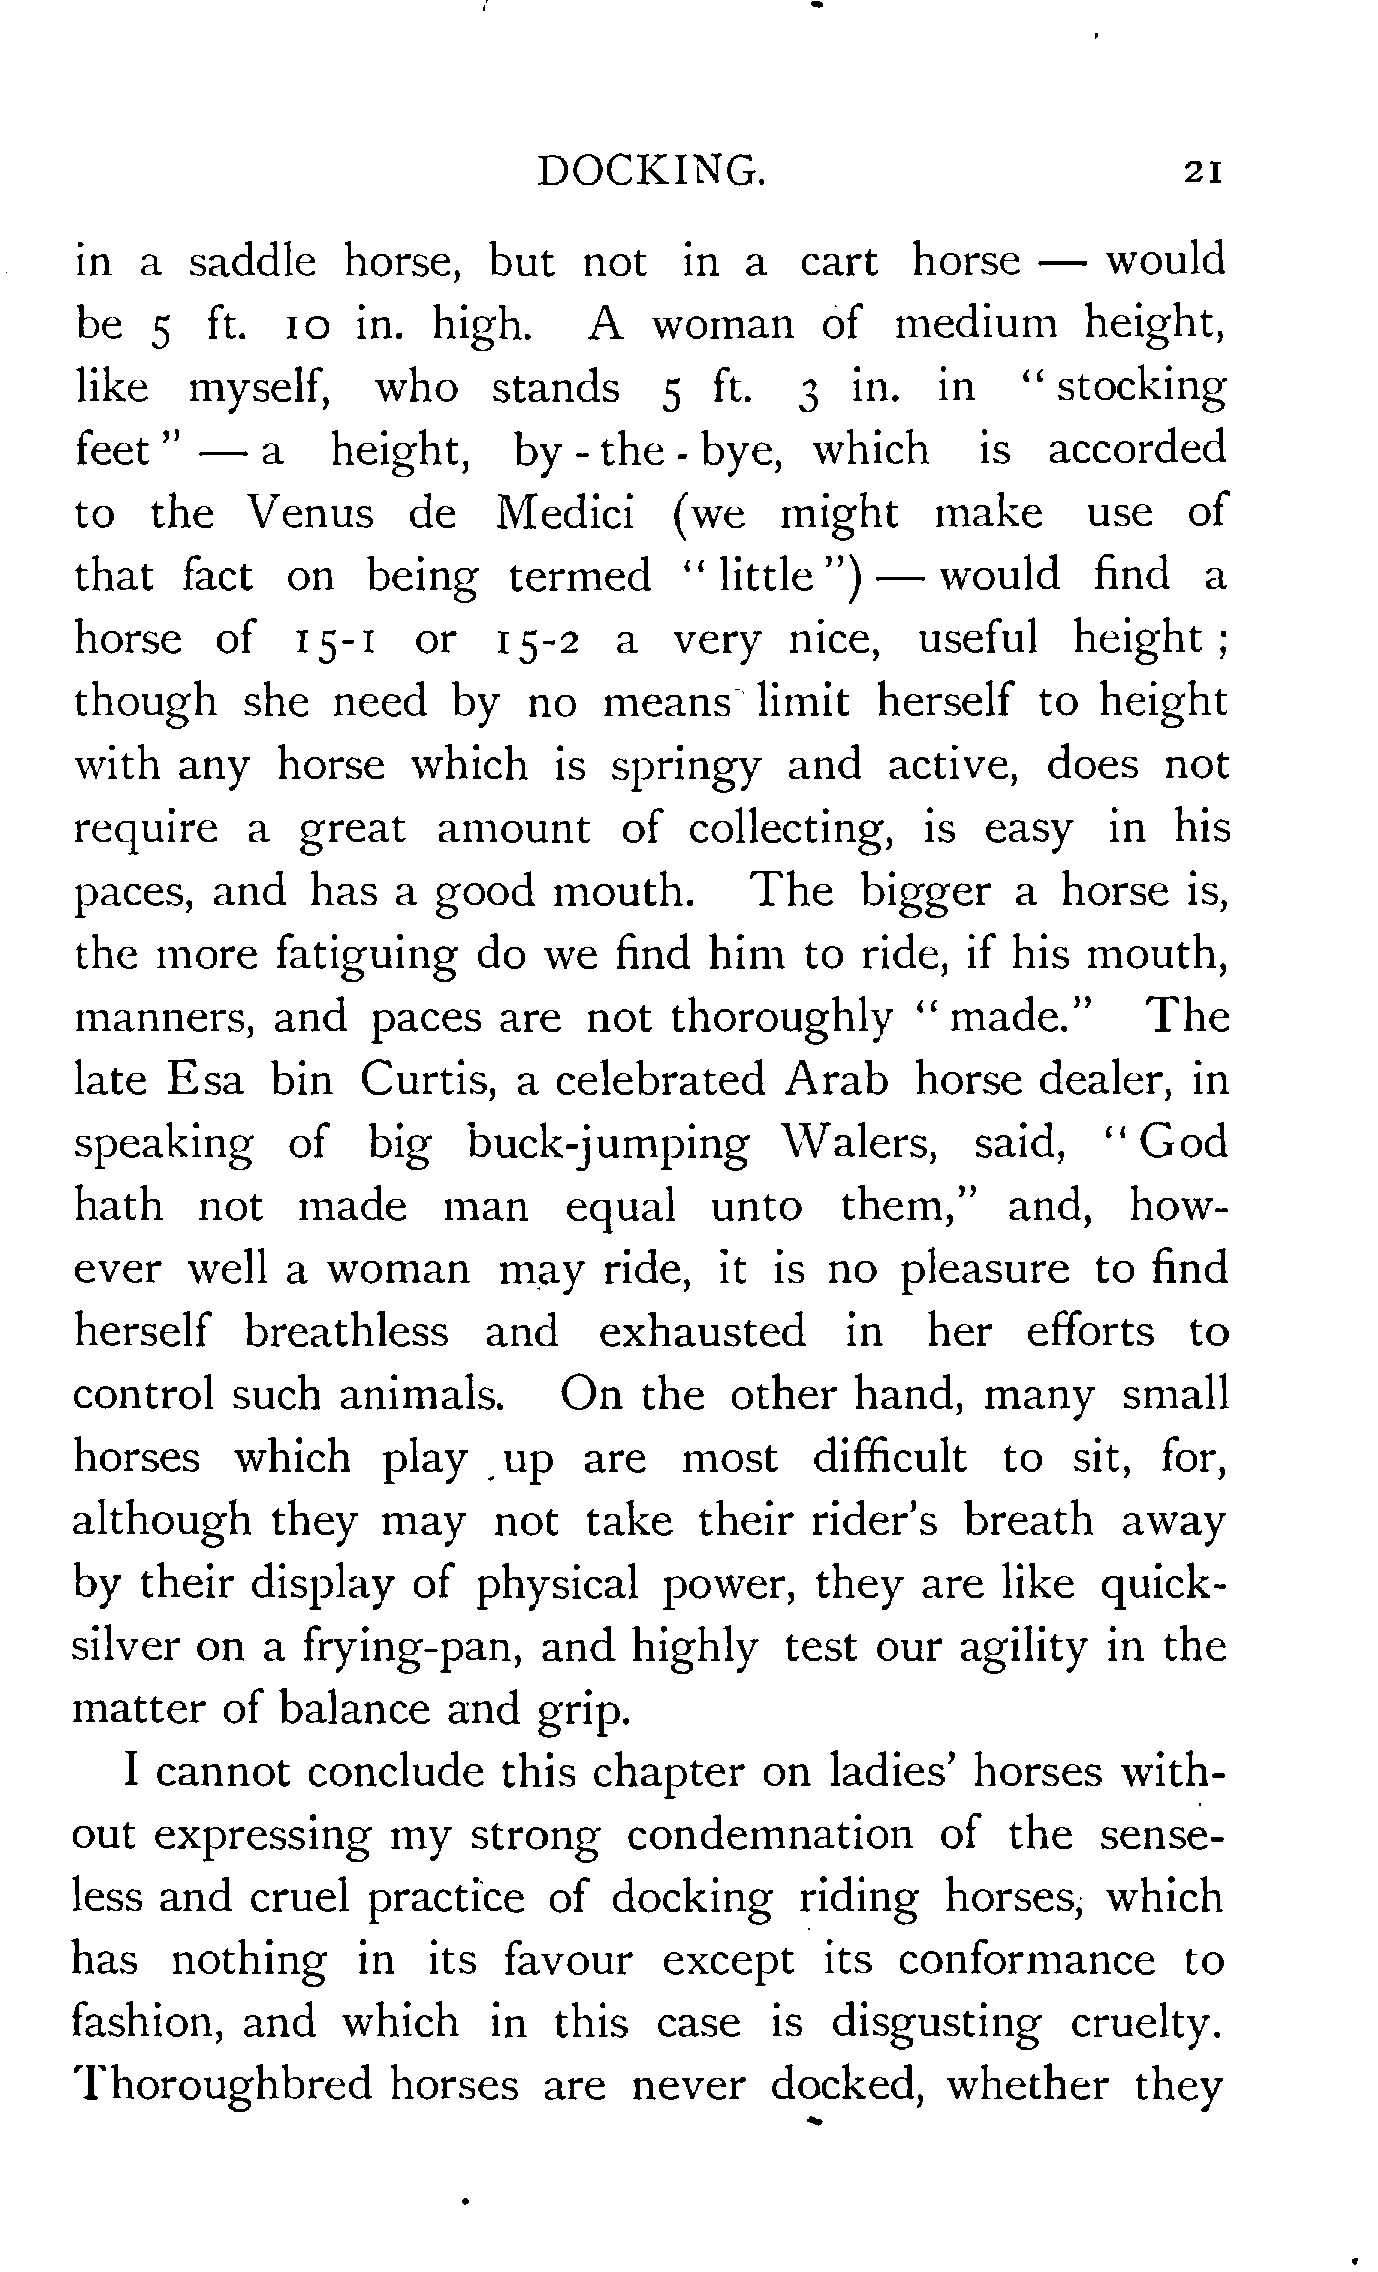 DOCKING. 21
in a saddle horse, but not in a cart horse — would
be 5 ft. 10 in. high. A woman of medium height,
like myself, who stands 5 ft. 3 in. in " stocking
feet " — a height, by - the - bye, which is accorded
to the Venus de Medici (we might make use of
that fact on being termed " little ") — would find a
horse of 15-1 or 15-2 a very nice, useful height ;
though she need by no means limit herself to height
with any horse which is springy and active, does not
require a great amount of collecting, is easy in his
paces, and has a good mouth. The bigger a horse is,
the more fatiguing do we find him to ride, if his mouth,
manners, and paces are not thoroughly " made." The
late Esa bin Curtis, a celebrated Arab horse dealer, in
speaking of big buck-jumping Walers, said, " God
hath not made man equal unto them," and, how-
ever well a woman may ride, it is no pleasure to find
herself breathless and exhausted in her efforts to
control such animals. On the other hand, many small
horses which play up are most difficult to sit, for,
although they may not take their rider's breath away
by their display of physical power, they are like quick-
silver on a frying-pan, and highly test our agility in the
matter of balance and grip.
I cannot conclude this chapter on ladies' horses with-
out expressing my strong condemnation of the sense-
less and cruel practice of docking riding horses, which
has nothing in its favour except its conformance to
fashion, and which in this case is disgusting cruelty.
Thoroughbred horses are never docked, whether they